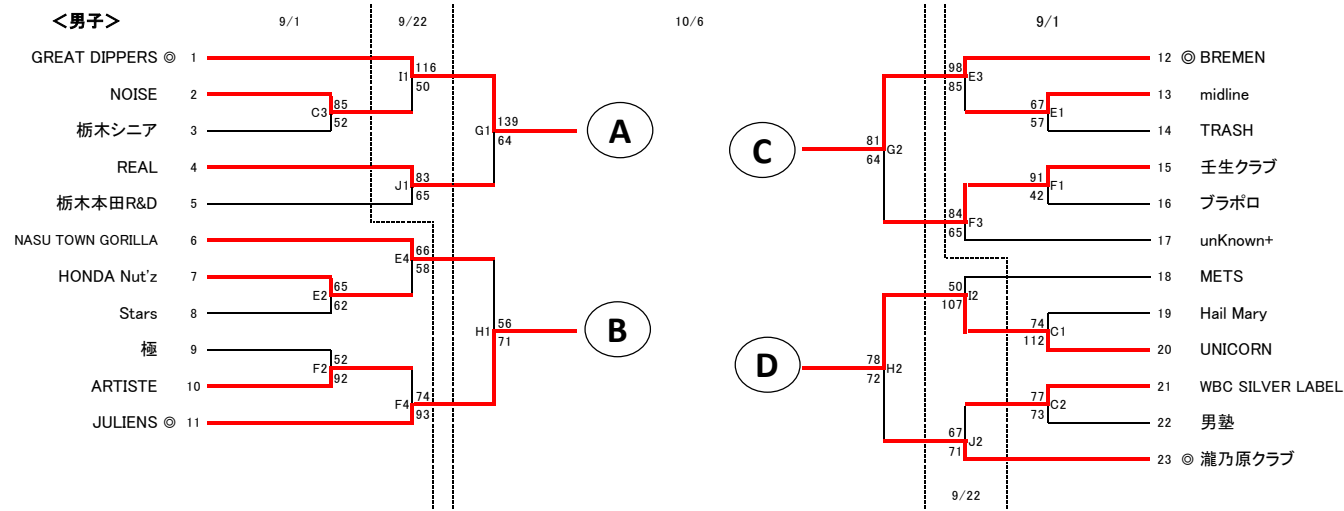 ＜男子＞ 9/1 9/22 10/6 9/1
GREAT DIPPERS ◎ 1
NOISE 2
栃木シニア 3
REAL 4
栃木本田R&D 5
NASU TOWN GORILLA 6
HONDA Nut'z 7
Stars 8
極 9
ARTISTE 10
JULIENS ◎ 11
C3 85 52
E2 65 62
F2 52 92
I1 116 50
J1 83 65
E4 66 58
F4 74 93
G1 139 64
H1 56 71
A
B
C
D
81 G2 64
78 H2 72
98 E3 85
84 F3 65
50 I2 107
67 J2 71
67 E1 57
91 F1 42
74 C1 112
77 C2 73
12 ◎ BREMEN
13 midline
14 TRASH
15 壬生クラブ
16 ブラポロ
17 unKnown+
18 METS
19 Hail Mary
20 UNICORN
21 WBC SILVER LABEL
22 男塾
23 ◎ 瀧乃原クラブ
9/22